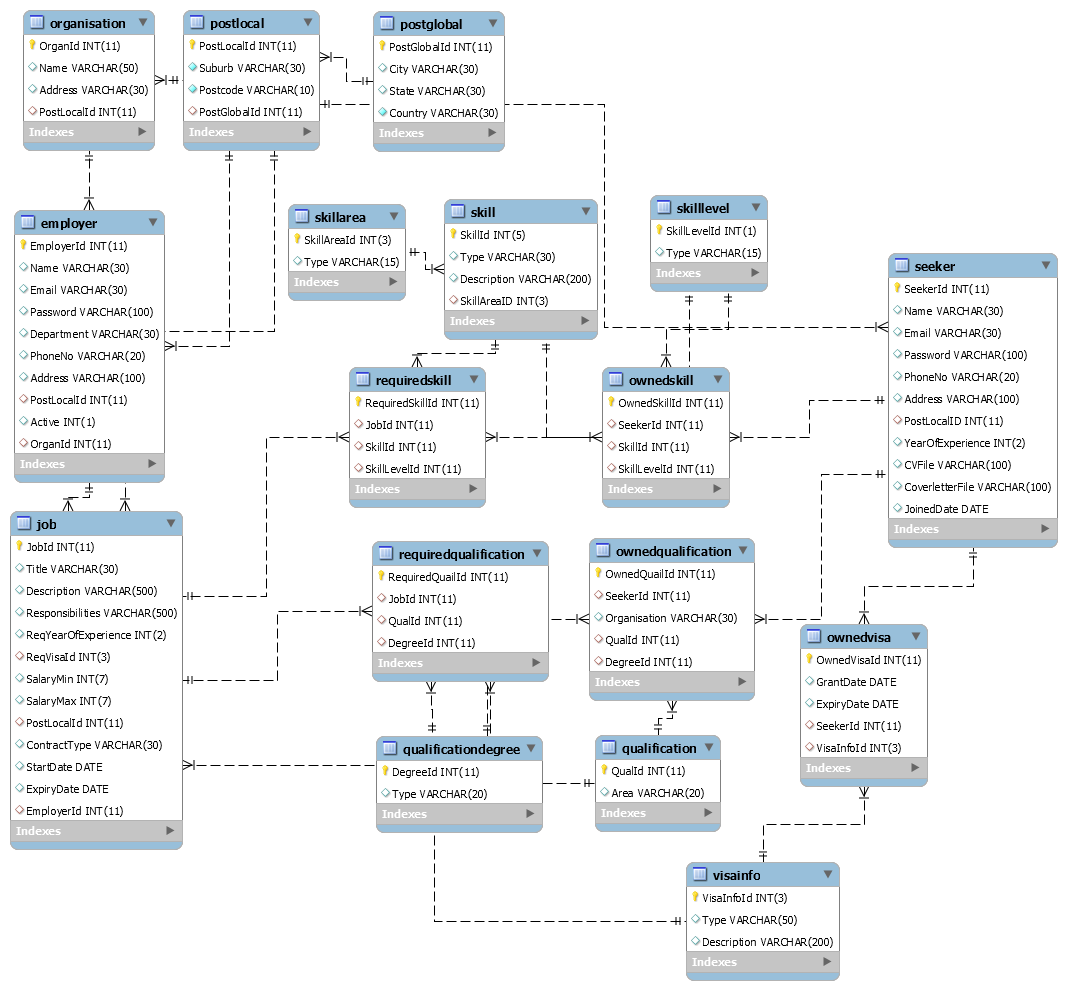 organisation
OrganId INT(11)
Name VARCHAR(50)
Address VARCHAR(30)
PostLocalId INT(11)
Indexes
postlocal
PostLocalId INT(11)
Suburb VARCHAR(30)
Postcode VARCHAR(10)
PostGlobalId INT(11)
Indexes
postglobal
PostGlobalId INT(11)
City VARCHAR(30)
State VARCHAR(30)
Country VARCHAR(30)
Indexes
employer
EmployerId INT(11)
Name VARCHAR(30)
Email VARCHAR(30)
Password VARCHAR(100)
Department VARCHAR(30)
PhoneNo VARCHAR(20)
Address VARCHAR(100)
PostLocalId INT(11)
Active INT(1)
OrganId INT(11)
Indexes
skillarea
SkillAreaId INT(3)
Type VARCHAR(15)
Indexes
skill
SkillId INT(5)
Type VARCHAR(30)
Description VARCHAR(200)
SkillAreaID INT(3)
Indexes
skilllevel
SkillLevelId INT(1)
Type VARCHAR(15)
Indexes
seeker
SeekerId INT(11)
Name VARCHAR(30)
Email VARCHAR(30)
Password VARCHAR(100)
PhoneNo VARCHAR(20)
Address VARCHAR(100)
PostLocalID INT(11)
YearOfExperience INT(2)
CVFile VARCHAR(100)
CoverletterFile VARCHAR(100)
JoinedDate DATE
Indexes
requiredskill
RequiredSkillId INT(11)
JobId INT(11)
SkillId INT(11)
SkillLevelId INT(11)
Indexes
ownedskill
OwnedSkillId INT(11)
SeekerId INT(11)
SkillId INT(11)
SkillLevelId INT(11)
Indexes
job
JobId INT(11)
Title VARCHAR(30)
Description VARCHAR(500)
Responsibilities VARCHAR(500)
ReqYearOfExperience INT(2)
ReqVisaId INT(3)
SalaryMin INT(7)
SalaryMax INT(7)
PostLocalId INT(11)
ContractType VARCHAR(30)
StartDate DATE
ExpiryDate DATE
EmployerId INT(11)
Indexes
requiredqualification
RequiredQuailId INT(11)
JobId INT(11)
QualId INT(11)
DegreeId INT(11)
Indexes
ownedqualification
OwnedQuailId INT(11)
SeekerId INT(11)
Organisation VARCHAR(30)
QualId INT(11)
DegreeId INT(11)
Indexes
ownedvisa
OwnedVisaId INT(11)
GrantDate DATE
ExpiryDate DATE
SeekerId INT(11)
VisaInfoId INT(3)
Indexes
qualificationdegree
DegreeId INT(11)
Type VARCHAR(20)
Indexes
qualification
QualId INT(11)
Area VARCHAR(20)
Indexes
visainfo
VisaInfoId INT(3)
Type VARCHAR(50)
Description VARCHAR(200)
Indexes